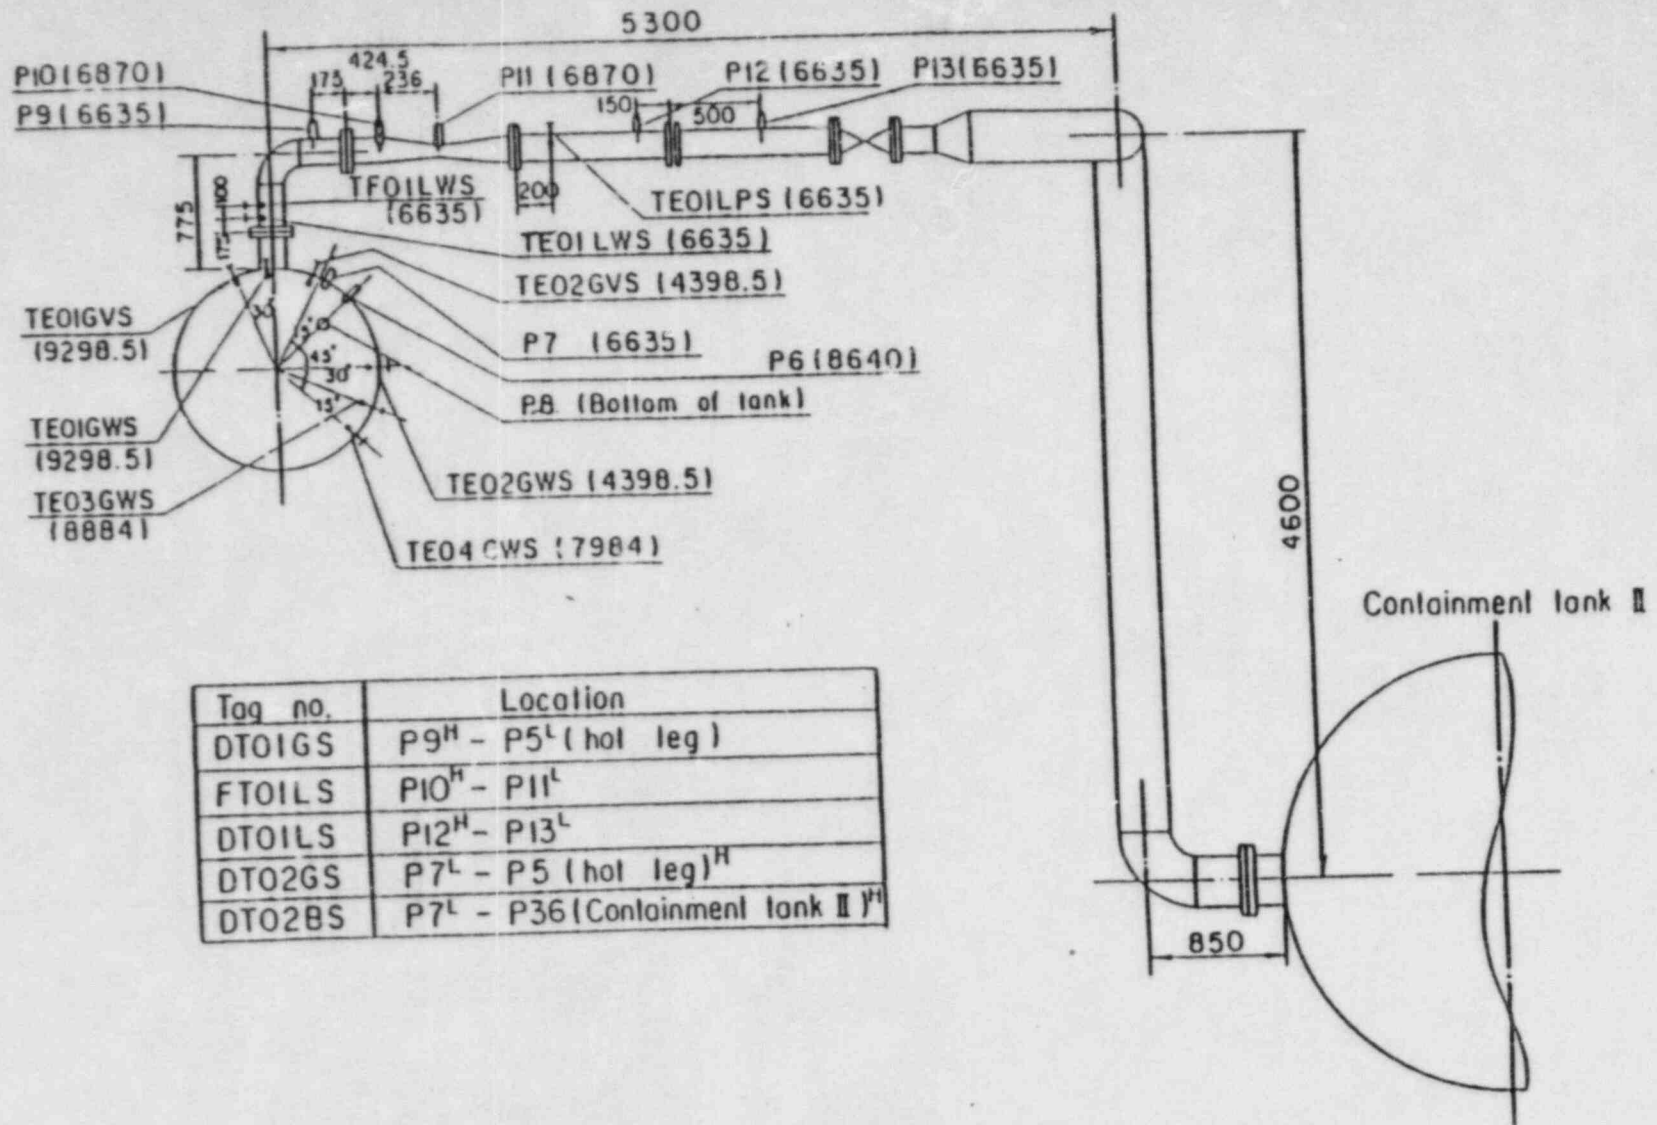 5300
424.5
P10(6870)
175
236
P11 (6870)
P12 (6635)
P13(6635)
P9(6635)
150
500
TF01LWS
(6635)
200
TE01LPS (6635)
100
775
175
TE01LWS (6635)
TE02GVS (4398.5)
TE01GVS
(9298.5)
P7 (6635)
P6(8640)
45°
30°
15°
P8 (Bottom of tank)
TE01GWS
(9298.5)
TE02GWS (4398.5)
TE03GWS
(8884)
TE04 CWS (7984)
4600
Containment tank II
Tag no. Location
DT01GS P9ᴴ - P5ᴸ (hot leg)
FT01LS P10ᴴ - P11ᴸ
DT01LS P12ᴴ - P13ᴸ
DT02GS P7ᴸ - P5 (hot leg)ᴴ
DT02BS P7ᴸ - P36 (Containment tank II)ᴴ
850